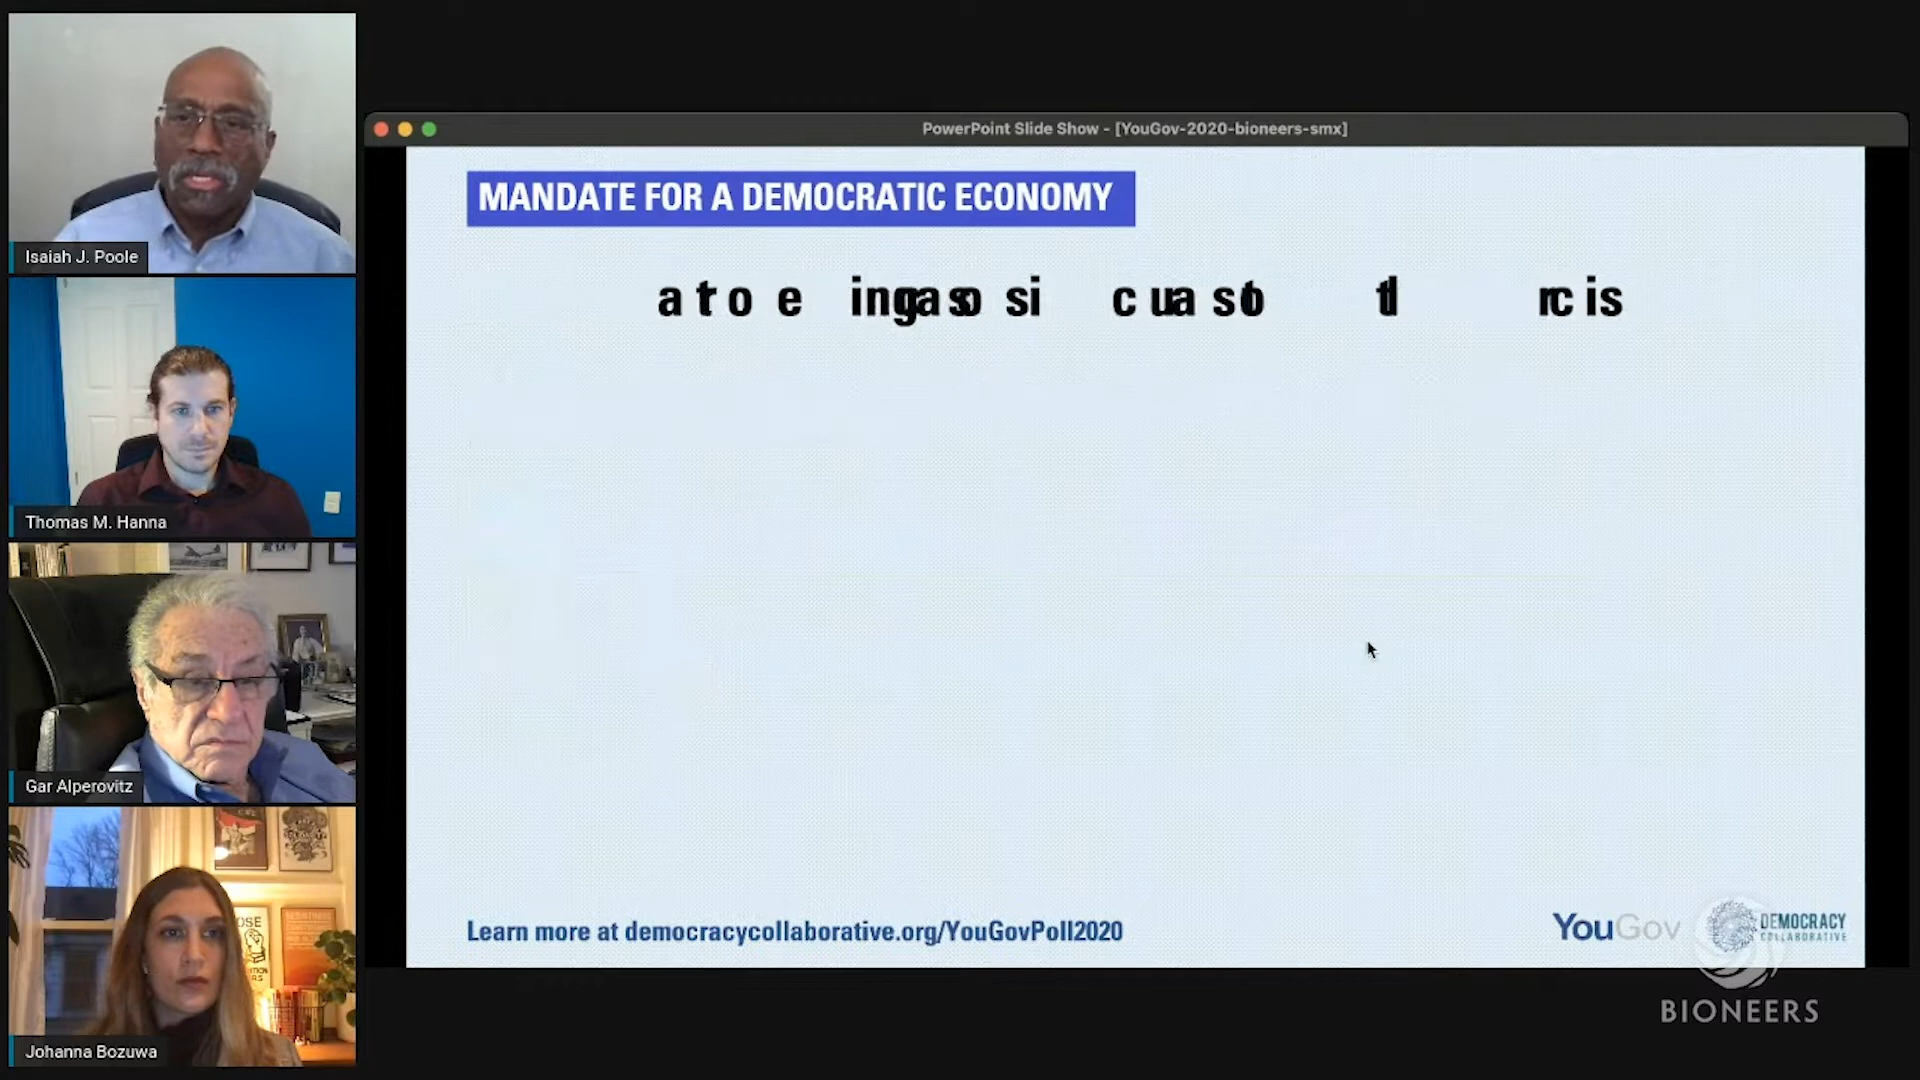 Isaiah J. Poole
Thomas M. Hanna
Gar Alperovitz
Johanna Bozuwa
PowerPoint Slide Show - [YouGov-2020-bioneers-smx]
MANDATE FOR A DEMOCRATIC ECONOMY
Learn more at democracycollaborative.org/YouGovPoll2020
YouGov
DEMOCRACY
COLLABORATIVE
BIONEERS